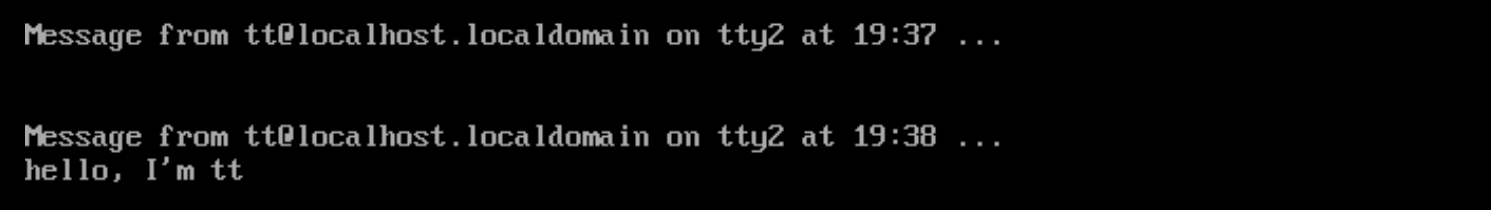 Message from tt@localhost.localdomain on tty2 at 19:37 ...
Message from tt@localhost.localdomain on tty2 at 19:38 ...
hello, I'm tt